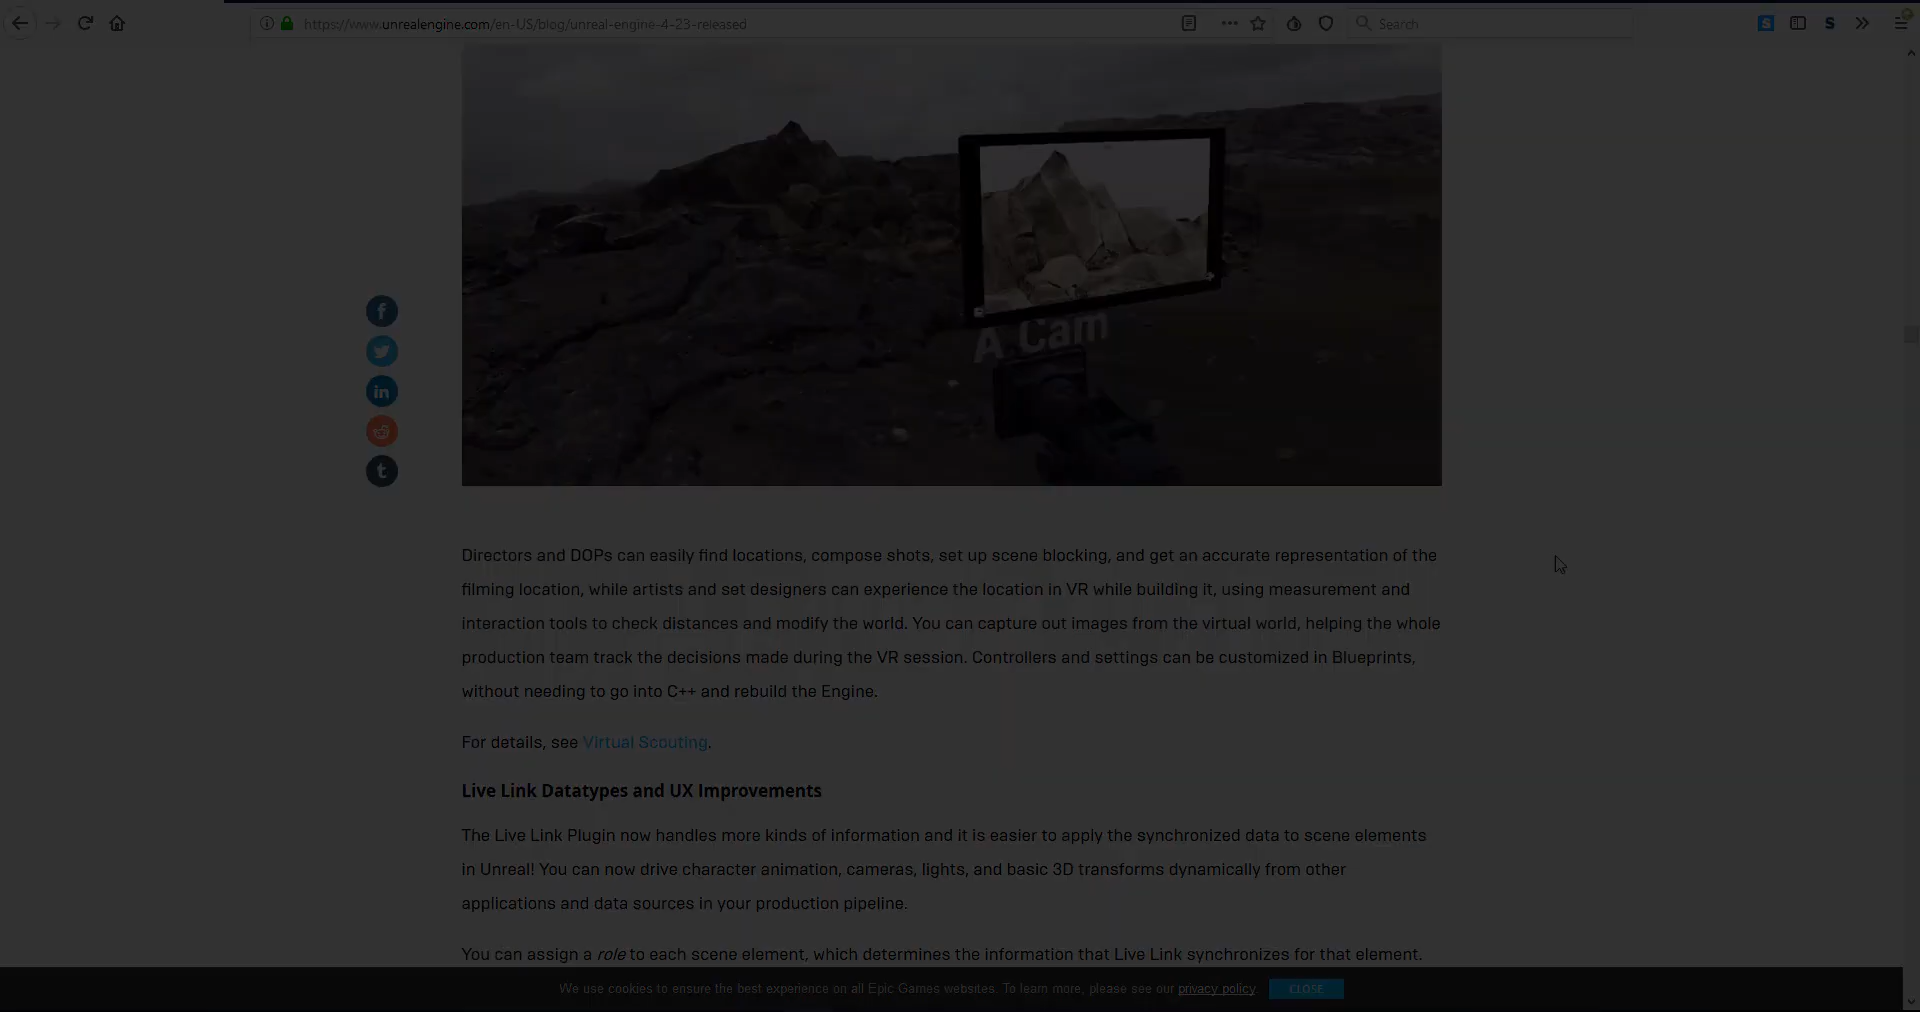 https://www.unrealengine.com/en-US/blog/unreal-engine-4-23-released
Search
A Cam
Directors and DOPs can easily find locations, compose shots, set up scene blocking, and get an accurate representation of the
filming location, while artists and set designers can experience the location in VR while building it, using measurement and
interaction tools to check distances and modify the world. You can capture out images from the virtual world, helping the whole
production team track the decisions made during the VR session. Controllers and settings can be customized in Blueprints,
without needing to go into C++ and rebuild the Engine.
For details, see Virtual Scouting.
Live Link Datatypes and UX Improvements
The Live Link Plugin now handles more kinds of information and it is easier to apply the synchronized data to scene elements
in Unreal! You can now drive character animation, cameras, lights, and basic 3D transforms dynamically from other
applications and data sources in your production pipeline.
You can assign a role to each scene element, which determines the information that Live Link synchronizes for that element.
We use cookies to ensure the best experience on all Epic Games websites. To learn more, please see our privacy policy. CLOSE